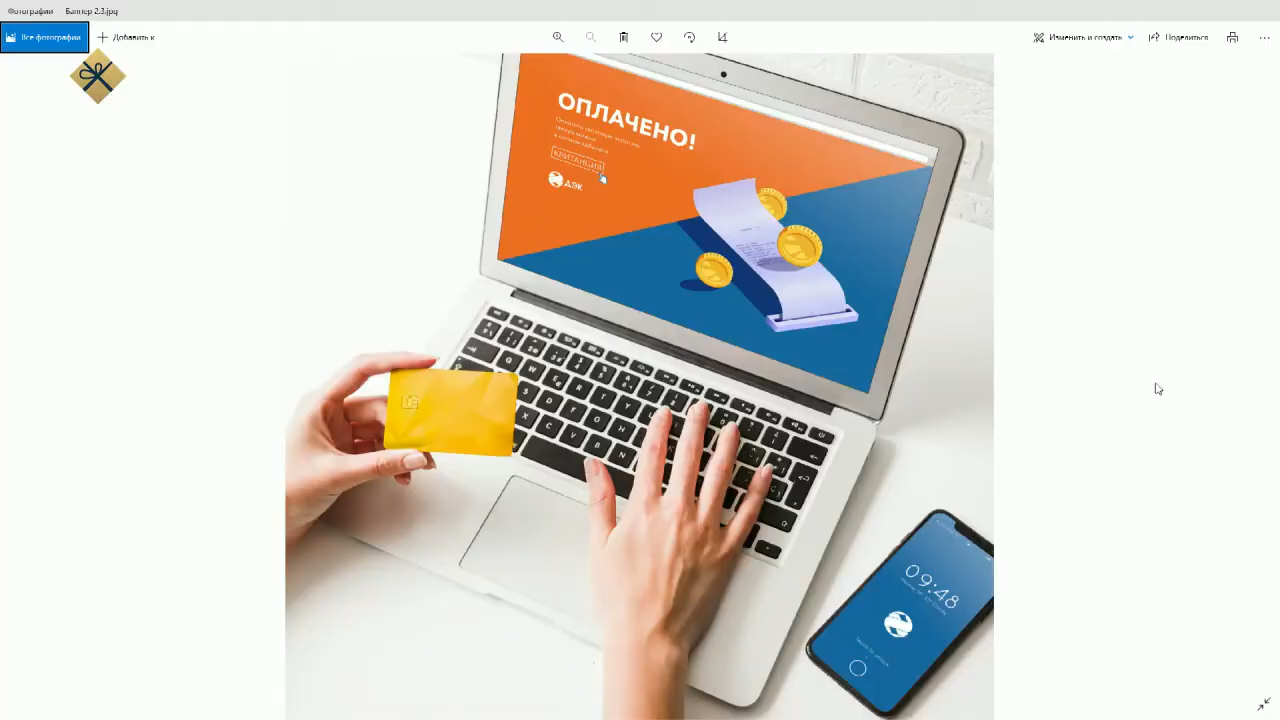 Фотографии Баннер 2.3.jpg
Все фотографии
Добавить к
Изменить и создать
Поделиться
ОПЛАЧЕНО!
КВИТАНЦИЯ
ДЭК
09:48